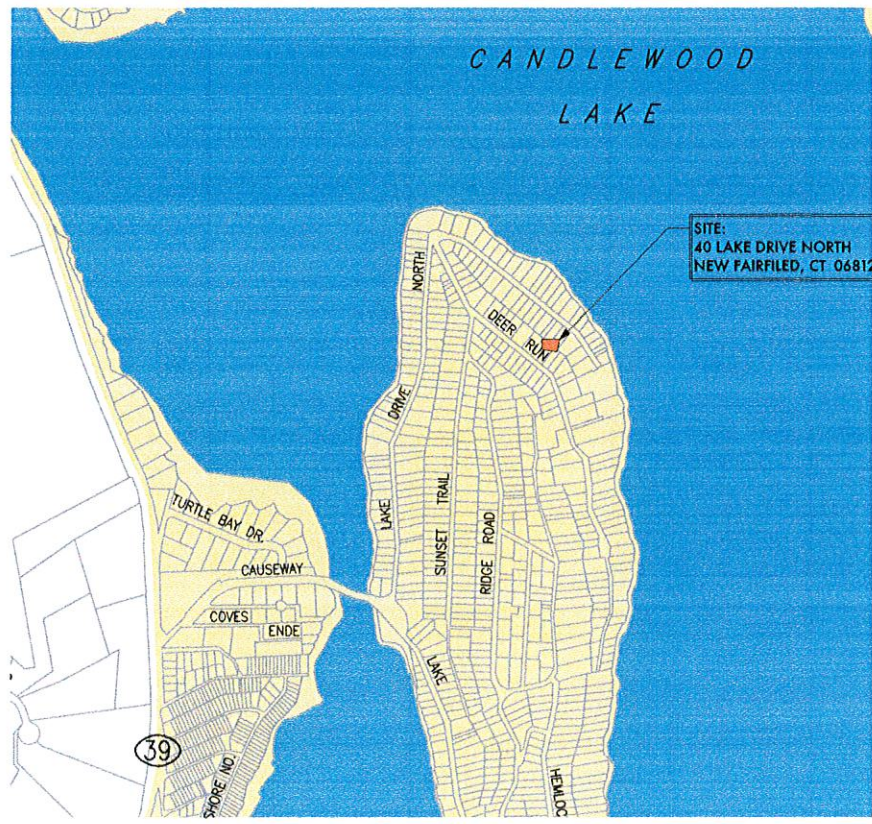 CANDLEWOOD
LAKE
SITE:
40 LAKE DRIVE NORTH
NEW FAIRFILED, CT 06812
NORTH
DRIVE
LAKE
DEER RUN
SUNSET TRAIL
RIDGE ROAD
TURTLE BAY DR.
CAUSEWAY
COVES
ENDE
LAKE
39
SHORE NO.
HEMLOC